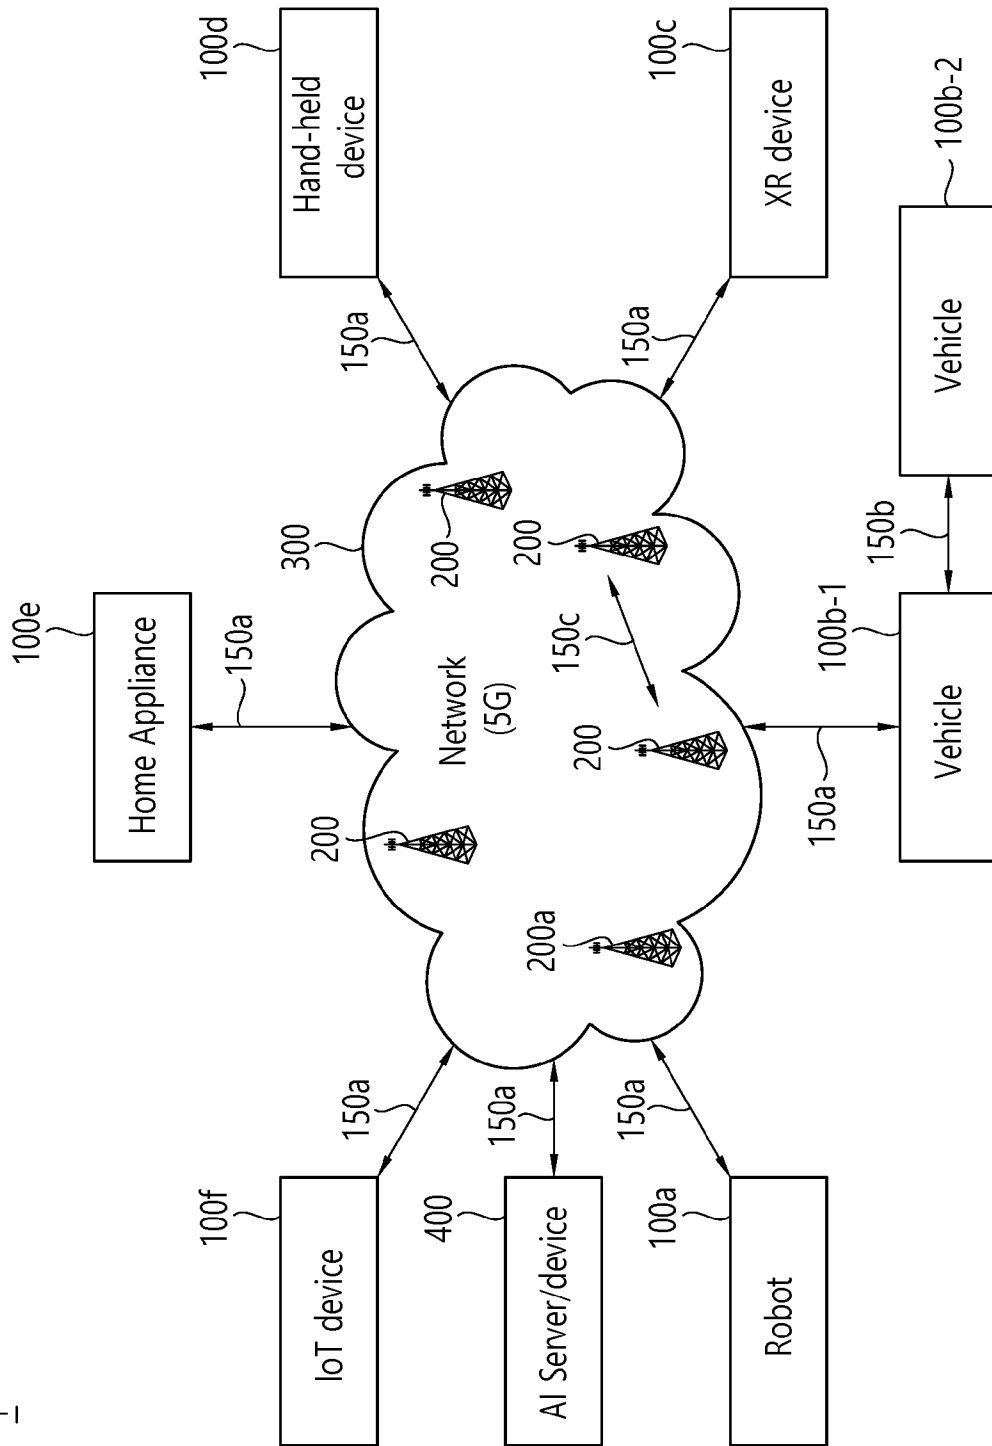 100e
Home Appliance
100f
100d
150a
300
IoT device
Hand-held
device
200
150a
150a
400
200
Network
(5G)
150a
200
200a
AI Server/device
150c
200
150a
150a
100a
100c
Robot
XR device
150a
100b-1
150b
Vehicle
Vehicle
100b-2